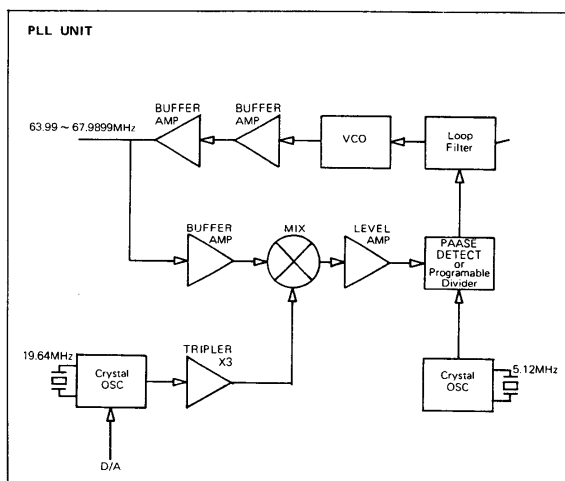 PLL UNIT
BUFFER
AMP
BUFFER
AMP
63.99 ~ 67.9899MHz
VCO
Loop
Filter
BUFFER
AMP
MIX
LEVEL
AMP
PAASE
DETECT
or
Programable
Divider
19.64MHz
Crystal
OSC
TRIPLER
X3
Crystal
OSC
5.12MHz
D/A